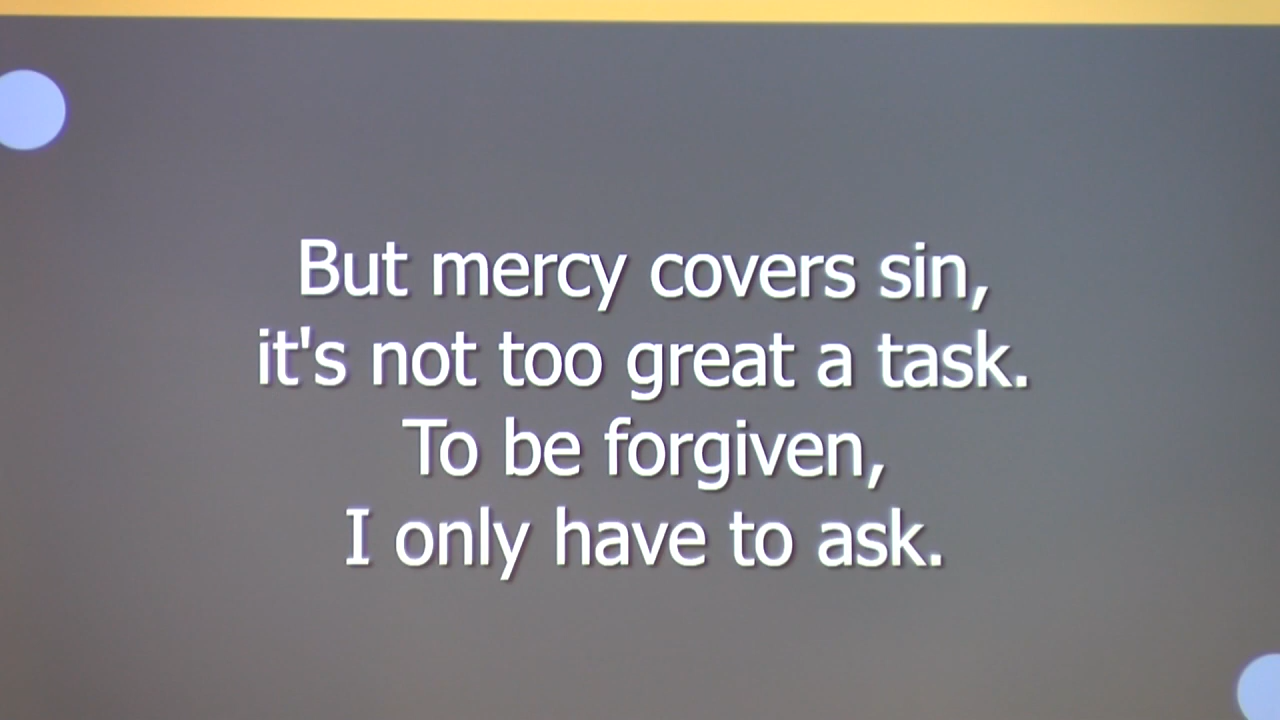 But mercy covers sin,
it's not too great a task.
To be forgiven,
I only have to ask.